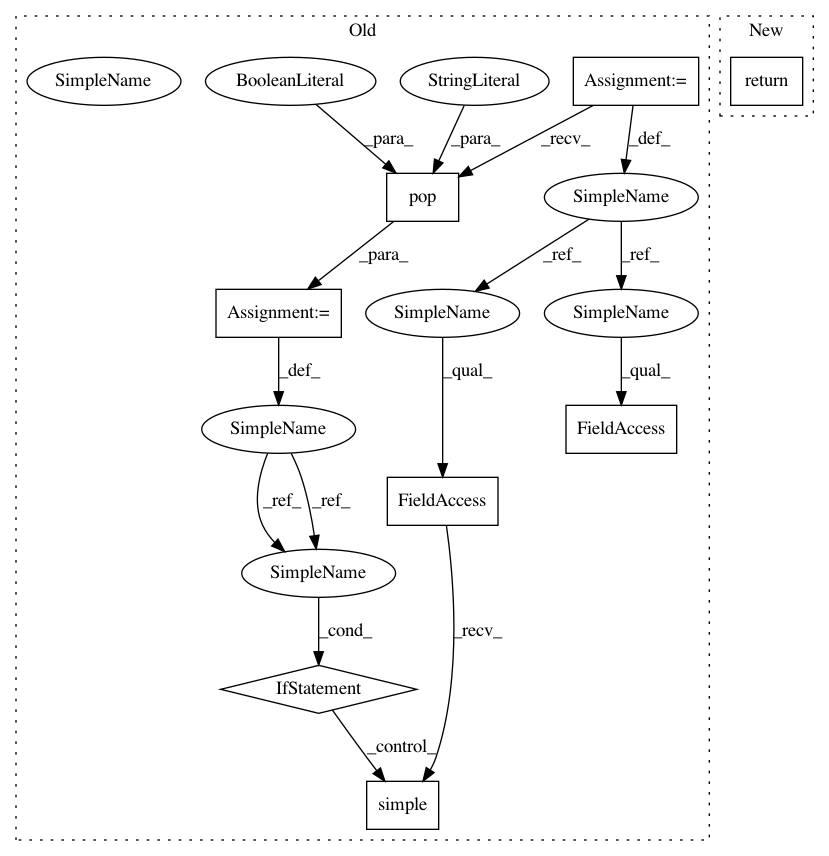 Old
New
SimpleName
BooleanLiteral
StringLiteral
Assignment:=
return
_para_
_para_
_recv_
_def_
pop
SimpleName
_para_
_ref_
_ref_
Assignment:=
SimpleName
SimpleName
_def_
_qual_
_qual_
SimpleName
FieldAccess
_ref_
_ref_
FieldAccess
SimpleName
_cond_
_recv_
IfStatement
_control_
simple